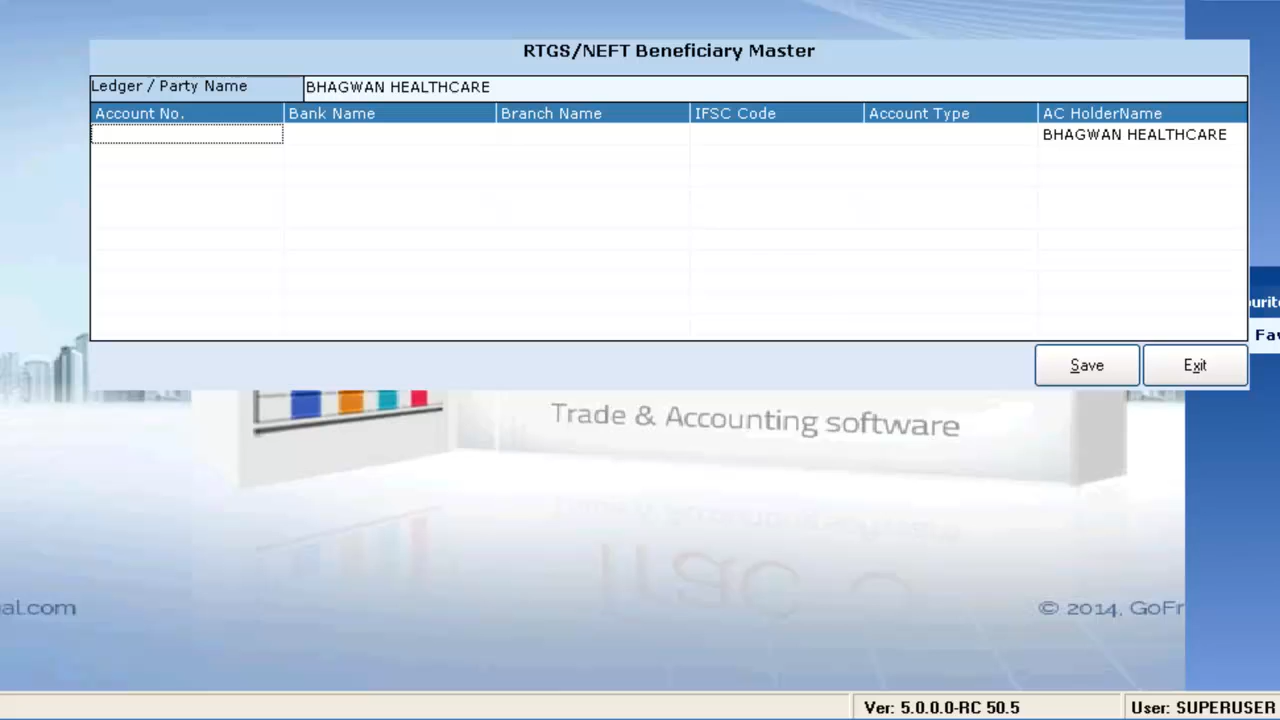 RTGS/NEFT Beneficiary Master
Ledger / Party Name BHAGWAN HEALTHCARE
Account No. Bank Name Branch Name IFSC Code Account Type AC HolderName
BHAGWAN HEALTHCARE
Save Exit
Fav
Trade & Accounting software
al.com © 2014, GoFr
Ver: 5.0.0.0-RC 50.5 User: SUPERUSER